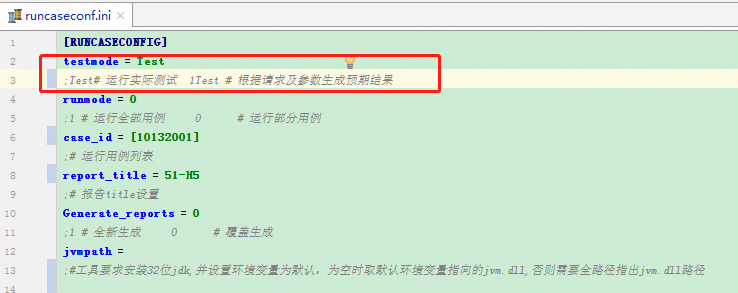 runcaseconf.ini
1 [RUNCASECONFIG]
2 testmode = Test
3 ;Test# 运行实际测试 1Test # 根据请求及参数生成预期结果
4 runmode = 0
5 ;1 # 运行全部用例 0 # 运行部分用例
6 case_id = [10132001]
7 ;# 运行用例列表
8 report_title = 51-H5
9 ;# 报告title设置
10 Generate_reports = 0
11 ;1 # 全新生成 0 # 覆盖生成
12 jvmpath =
13 ;#工具要求安装32位jdk,并设置环境变量为默认，为空时取默认环境变量指向的jvm.dll,否则需要全路径指出jvm.dll路径
14